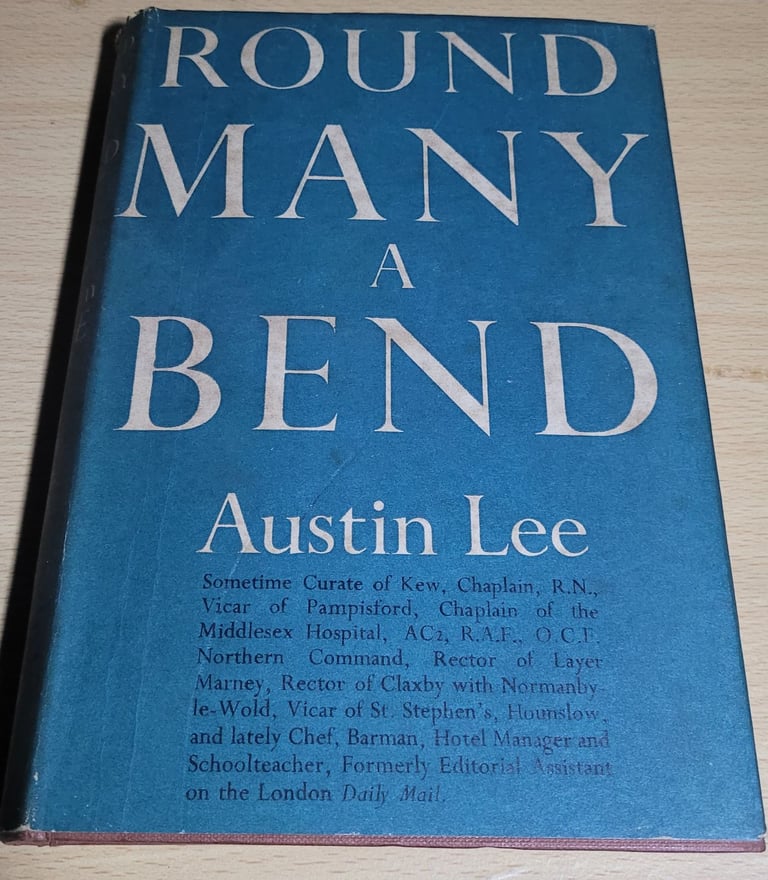 ROUND
MANY
A
BEND
Austin Lee
Sometime Curate of Kew, Chaplain, R.N.,
Vicar of Pampisford, Chaplain of the
Middlesex Hospital, AC2, R.A.F., O.C.F.
Northern Command, Rector of Layer
Marney, Rector of Claxby with Normanby-
le-Wold, Vicar of St. Stephen's, Hounslow,
and lately Chef, Barman, Hotel Manager and
Schoolteacher, Formerly Editorial Assistant
on the London Daily Mail.